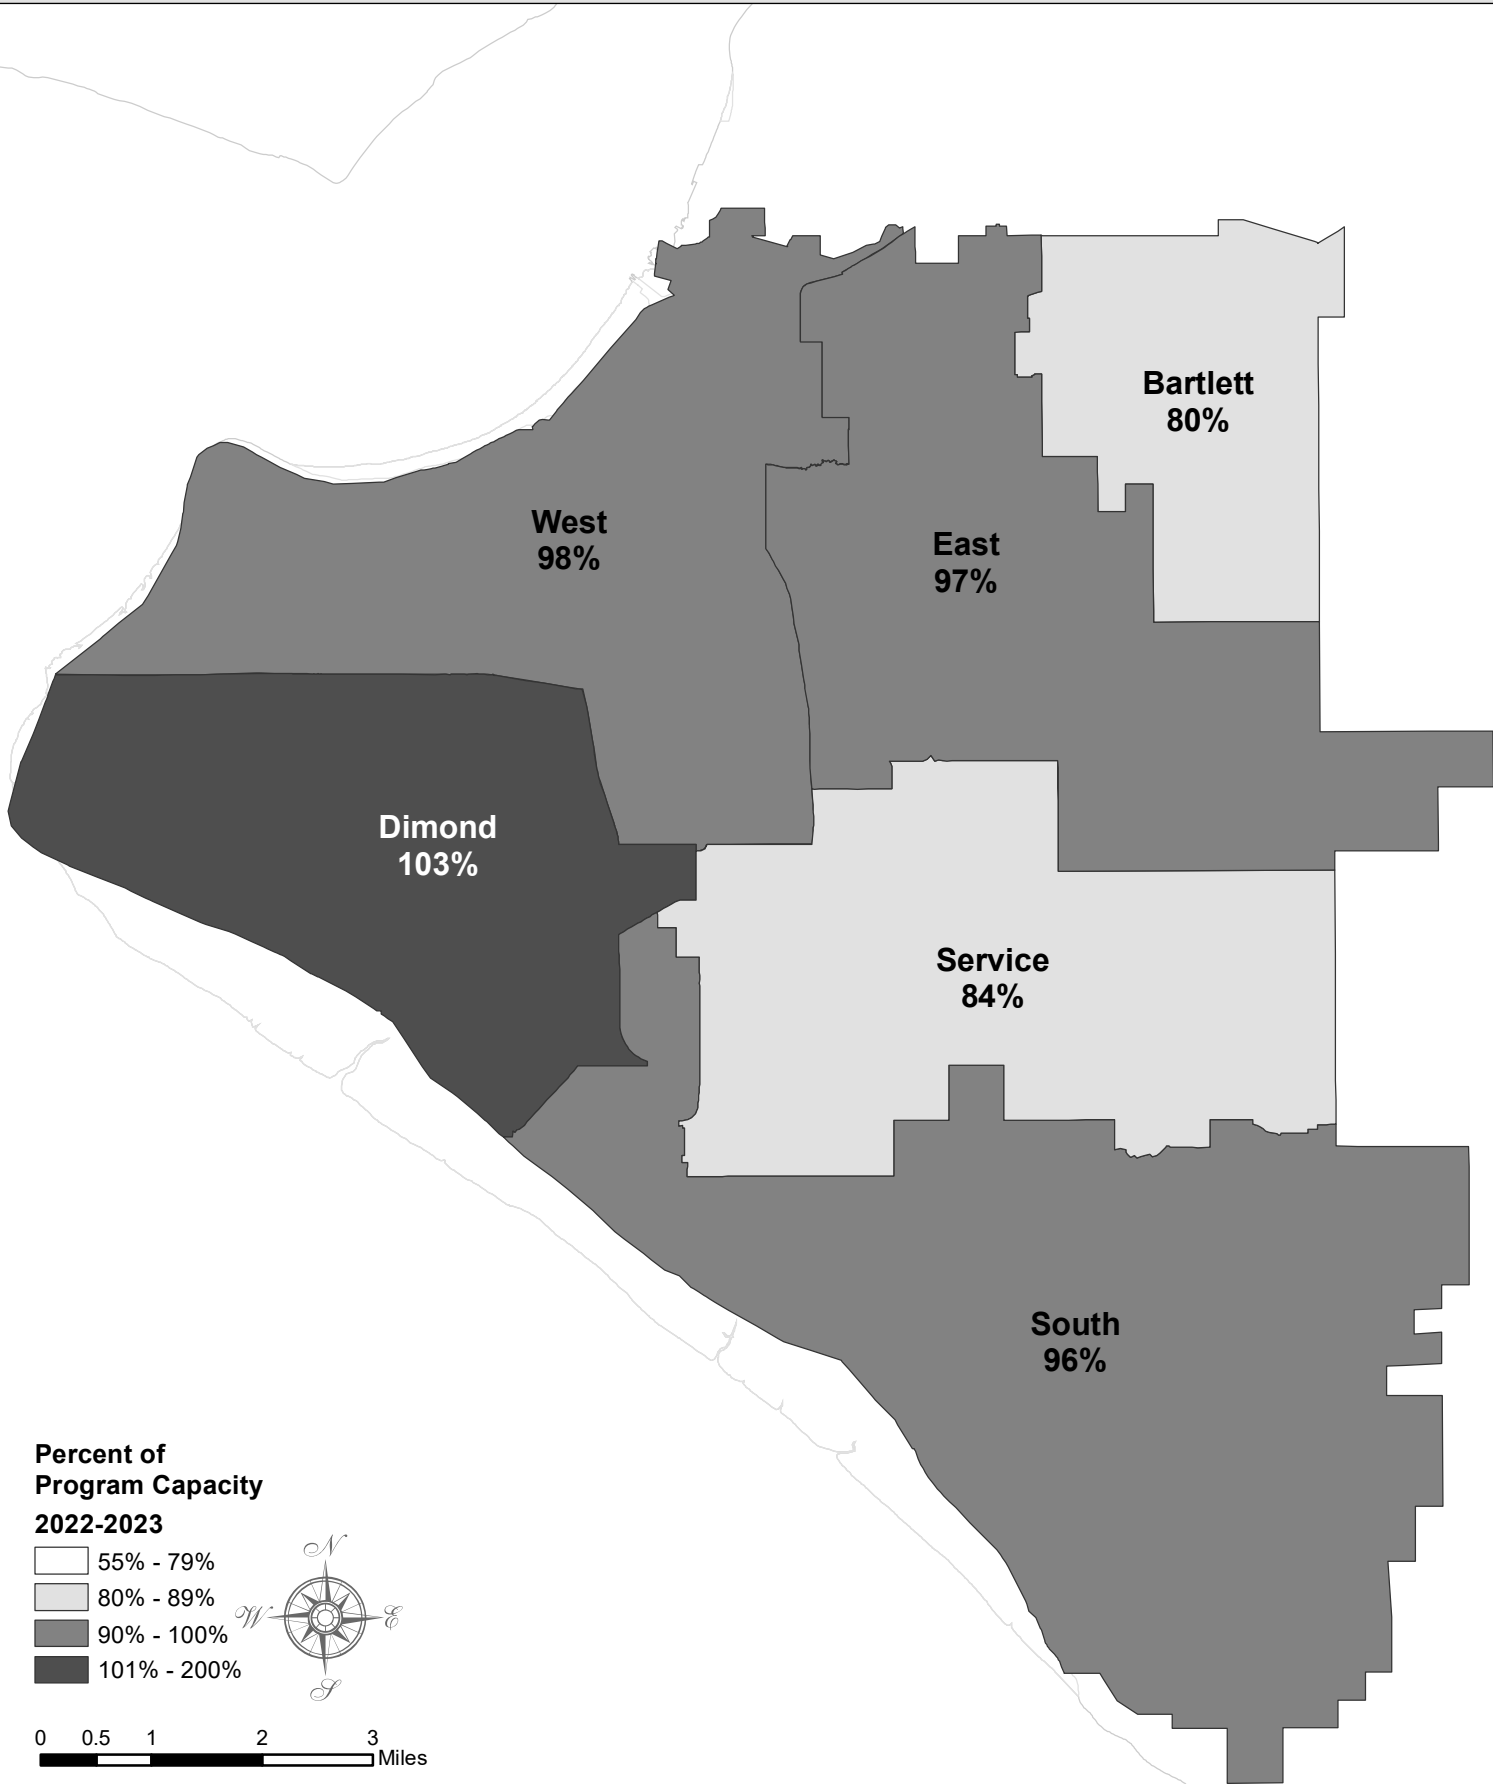 Bartlett
80%
West
98%
East
97%
Dimond
103%
Service
84%
South
96%
Percent of
Program Capacity
2022-2023
55% - 79%
80% - 89%
90% - 100%
101% - 200%
N
W
E
S
0 0.5 1 2 3
Miles